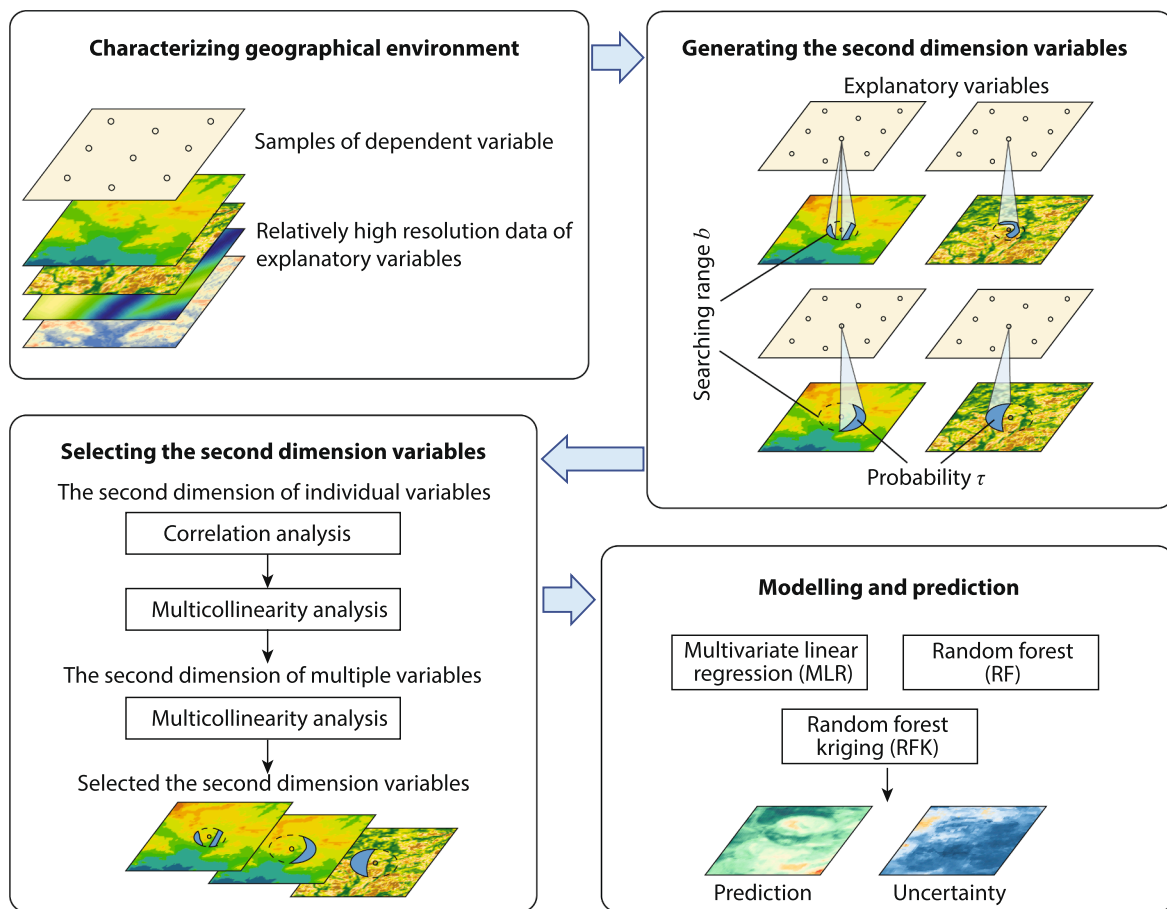 Characterizing geographical environment
Samples of dependent variable
Relatively high resolution data of
explanatory variables
Generating the second dimension variables
Explanatory variables
Searching range b
Probability τ
Selecting the second dimension variables
The second dimension of individual variables
Correlation analysis
Multicollinearity analysis
The second dimension of multiple variables
Multicollinearity analysis
Selected the second dimension variables
Modelling and prediction
Multivariate linear
regression (MLR)
Random forest
(RF)
Random forest
kriging (RFK)
Prediction
Uncertainty